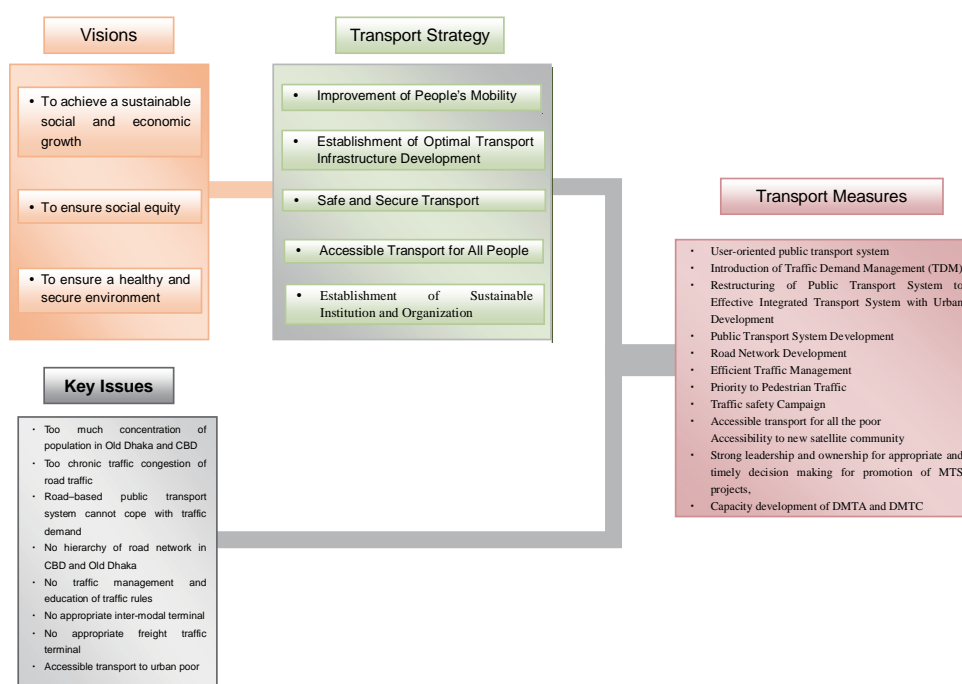 Visions
• To achieve a sustainable
social and economic
growth
• To ensure social equity
• To ensure a healthy and
secure environment
Transport Strategy
• Improvement of People's Mobility
• Establishment of Optimal Transport
Infrastructure Development
• Safe and Secure Transport
• Accessible Transport for All People
• Establishment of Sustainable
Institution and Organization
Key Issues
・ Too much concentration of
population in Old Dhaka and CBD
・ Too chronic traffic congestion of
road traffic
・ Road–based public transport
system cannot cope with traffic
demand
・ No hierarchy of road network in
CBD and Old Dhaka
・ No traffic management and
education of traffic rules
・ No appropriate inter-modal terminal
・ No appropriate freight traffic
terminal
・ Accessible transport to urban poor
Transport Measures
・ User-oriented public transport system
・ Introduction of Traffic Demand Management (TDM)
・ Restructuring of Public Transport System to
Effective Integrated Transport System with Urban
Development
・ Public Transport System Development
・ Road Network Development
・ Efficient Traffic Management
・ Priority to Pedestrian Traffic
・ Traffic safety Campaign
・ Accessible transport for all the poor
Accessibility to new satellite community
・ Strong leadership and ownership for appropriate and
timely decision making for promotion of MTS
projects,
・ Capacity development of DMTA and DMTC